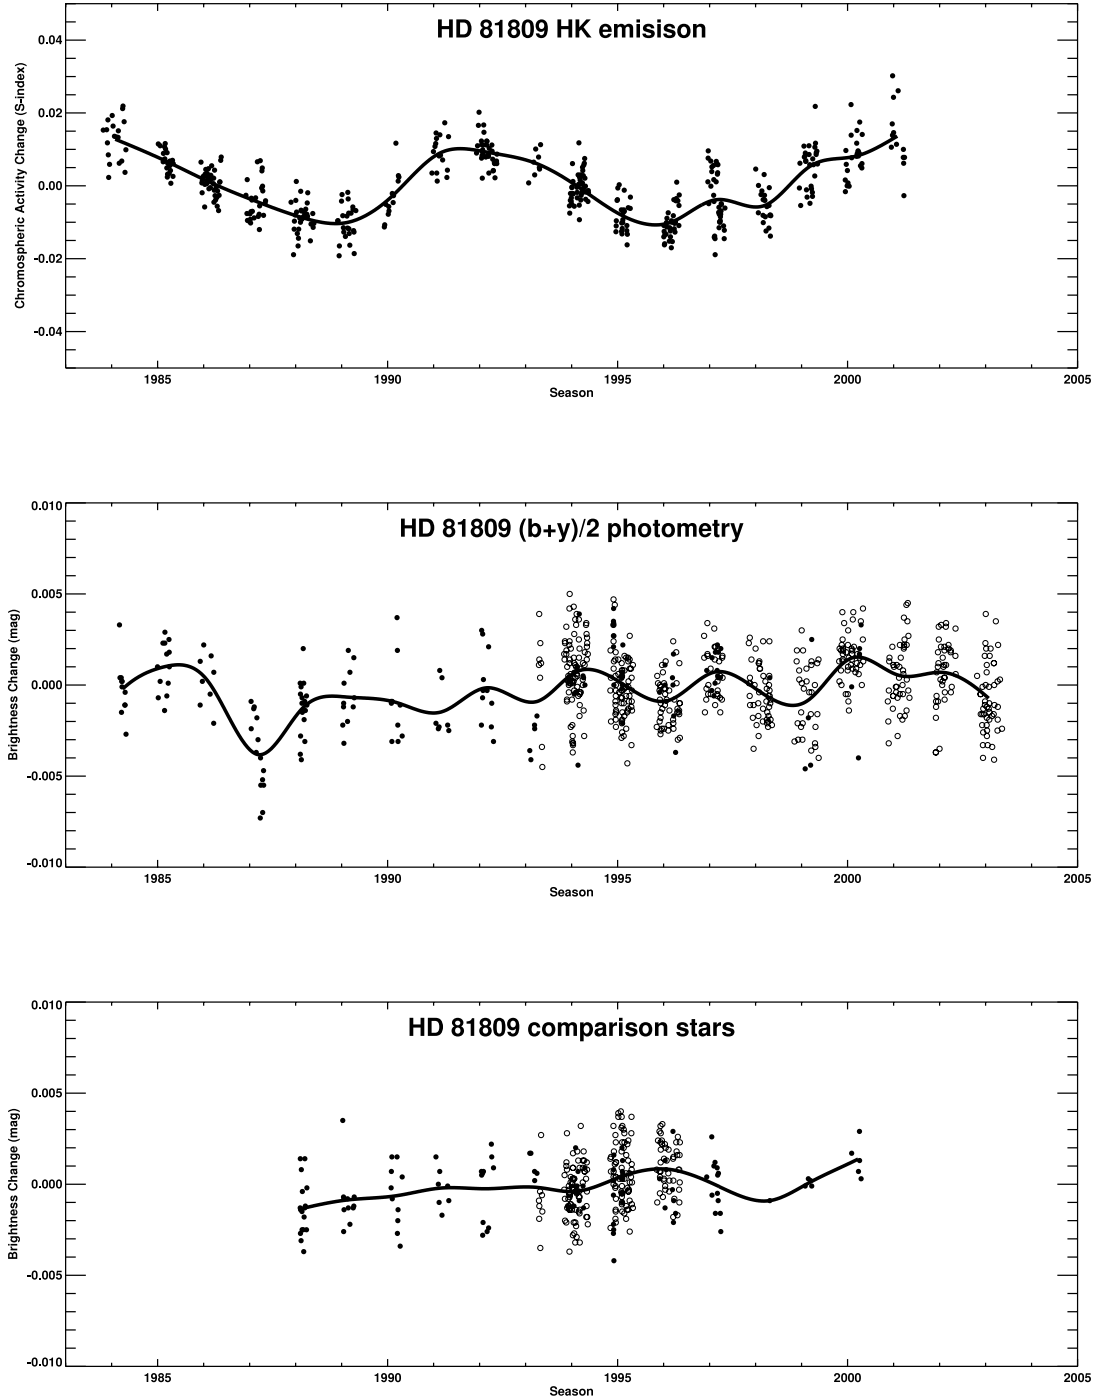 HD 81809 HK emisison
Chromospheric Activity Change (S-index)
0.04
0.02
0.00
-0.02
-0.04
1985 1990 1995 2000 2005
Season
HD 81809 (b+y)/2 photometry
Brightness Change (mag)
0.010
0.005
0.000
-0.005
-0.010
1985 1990 1995 2000 2005
Season
HD 81809 comparison stars
Brightness Change (mag)
0.010
0.005
0.000
-0.005
-0.010
1985 1990 1995 2000 2005
Season